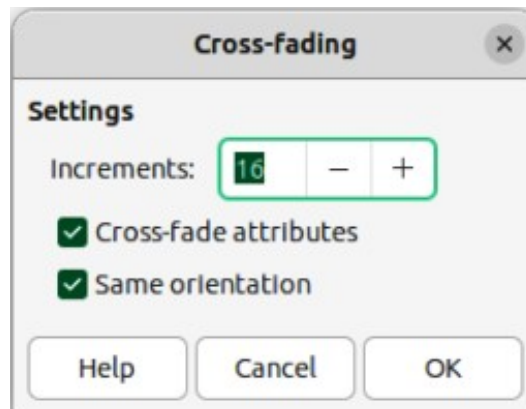 Cross-fading
Settings
Increments: 16
Cross-fade attributes
Same orientation
Help Cancel OK